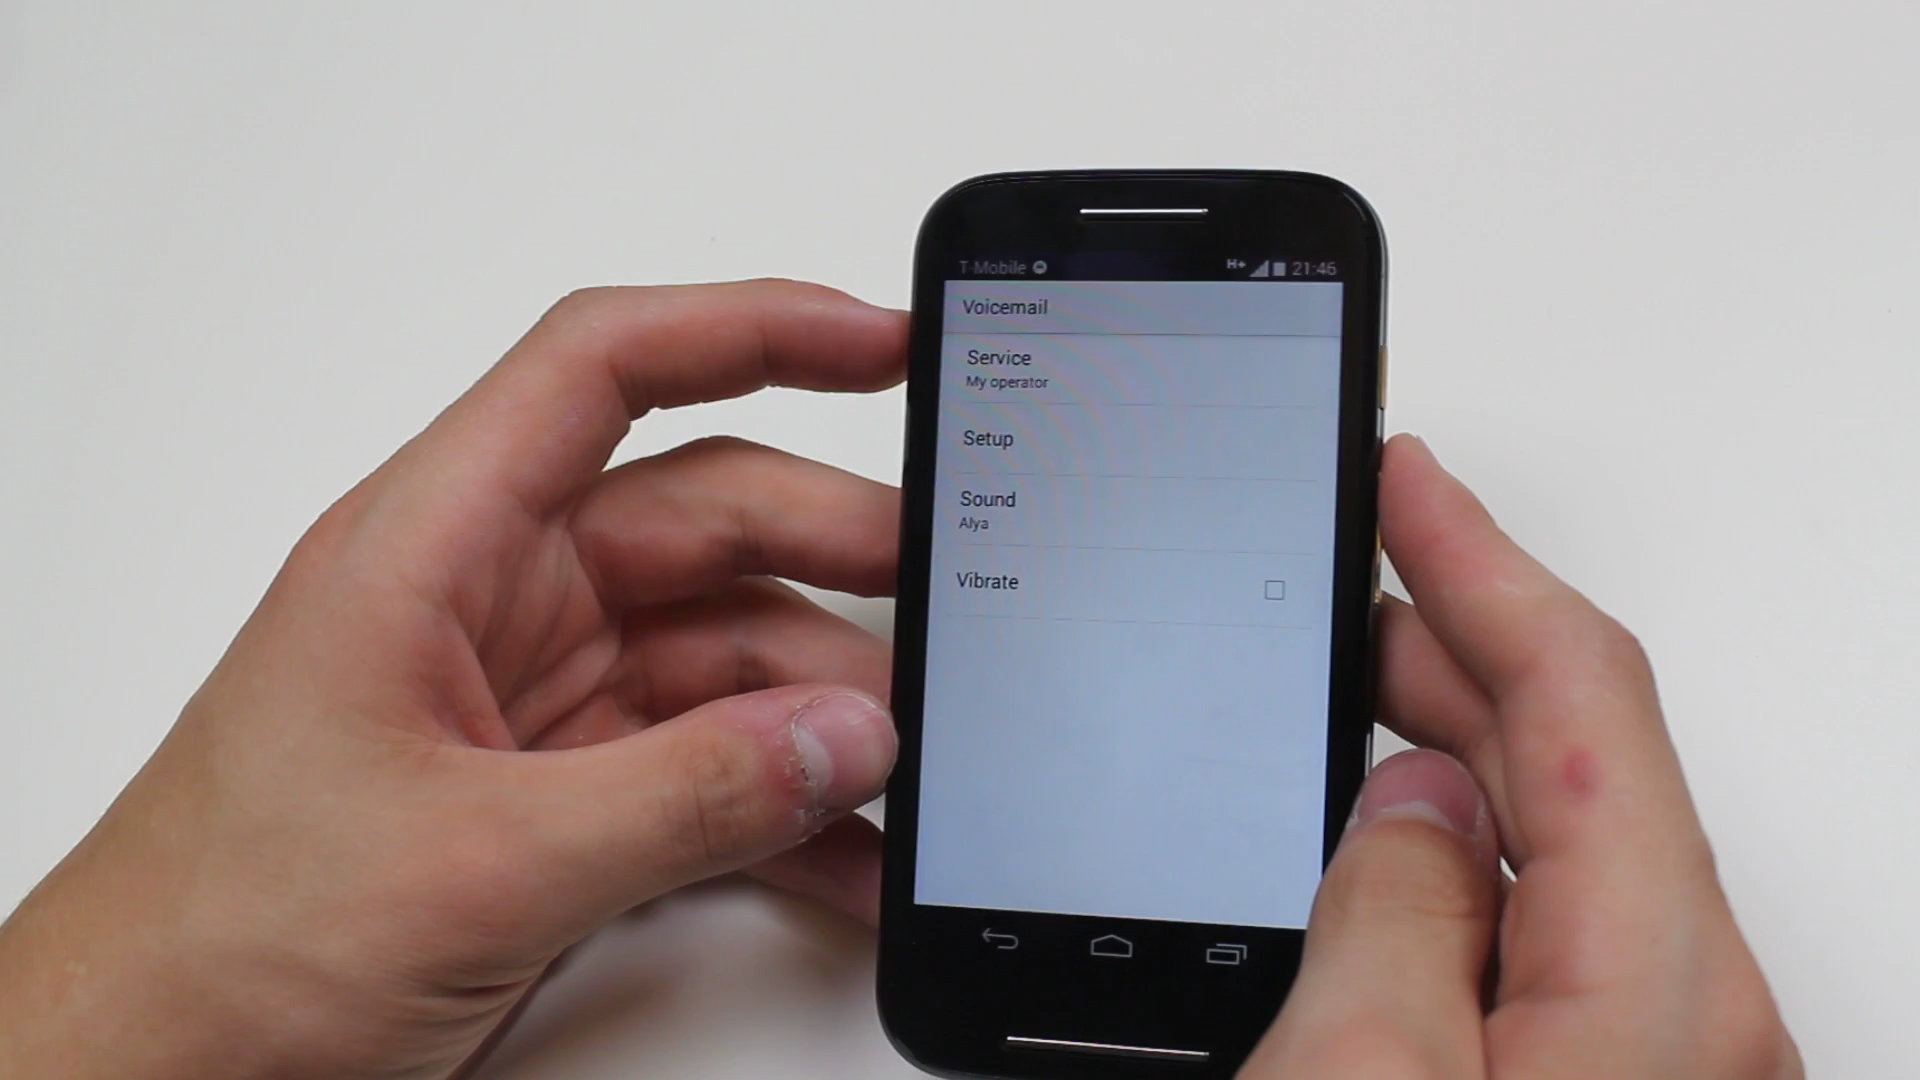 T-Mobile H+ 21:46
Voicemail
Service
My operator
Setup
Sound
Alya
Vibrate